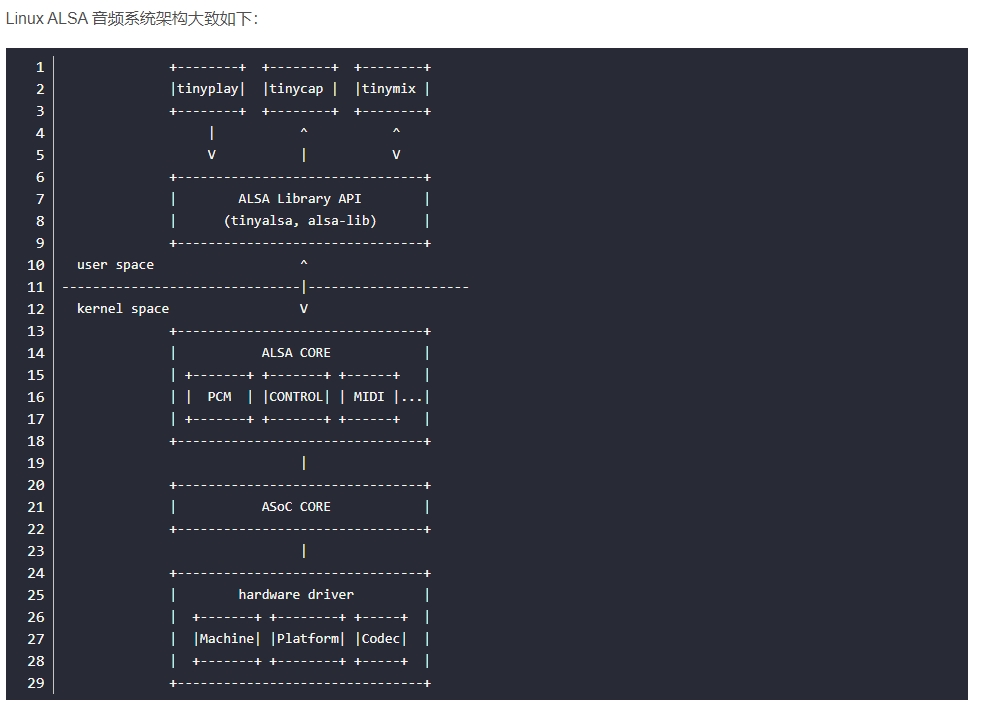 Linux ALSA 音频系统架构大致如下：
1               +--------+  +--------+  +--------+
2               |tinyplay|  |tinycap |  |tinymix |
3               +--------+  +--------+  +--------+
4                    |           ^           ^
5                    V           |           V
6               +--------------------------------+
7               |        ALSA Library API        |
8               |      (tinyalsa, alsa-lib)      |
9               +--------------------------------+
10   user space                  ^
11 -------------------------------|---------------------
12   kernel space                V
13              +--------------------------------+
14              |           ALSA CORE            |
15              | +-------+ +-------+ +------+   |
16              | |  PCM  | |CONTROL| | MIDI |...|
17              | +-------+ +-------+ +------+   |
18              +--------------------------------+
19                               |
20              +--------------------------------+
21              |           ASoC CORE            |
22              +--------------------------------+
23                               |
24              +--------------------------------+
25              |        hardware driver         |
26              |  +-------+ +--------+ +-----+  |
27              |  |Machine| |Platform| |Codec|  |
28              |  +-------+ +--------+ +-----+  |
29              +--------------------------------+